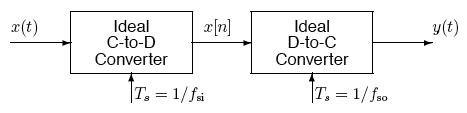 x(t)
Ideal
C-to-D
Converter
x[n]
Ideal
D-to-C
Converter
y(t)
T_s = 1/f_si
T_s = 1/f_so